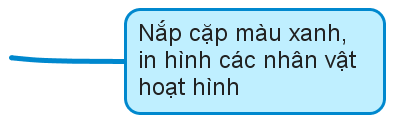 Nắp cặp màu xanh,
in hình các nhân vật
hoạt hình